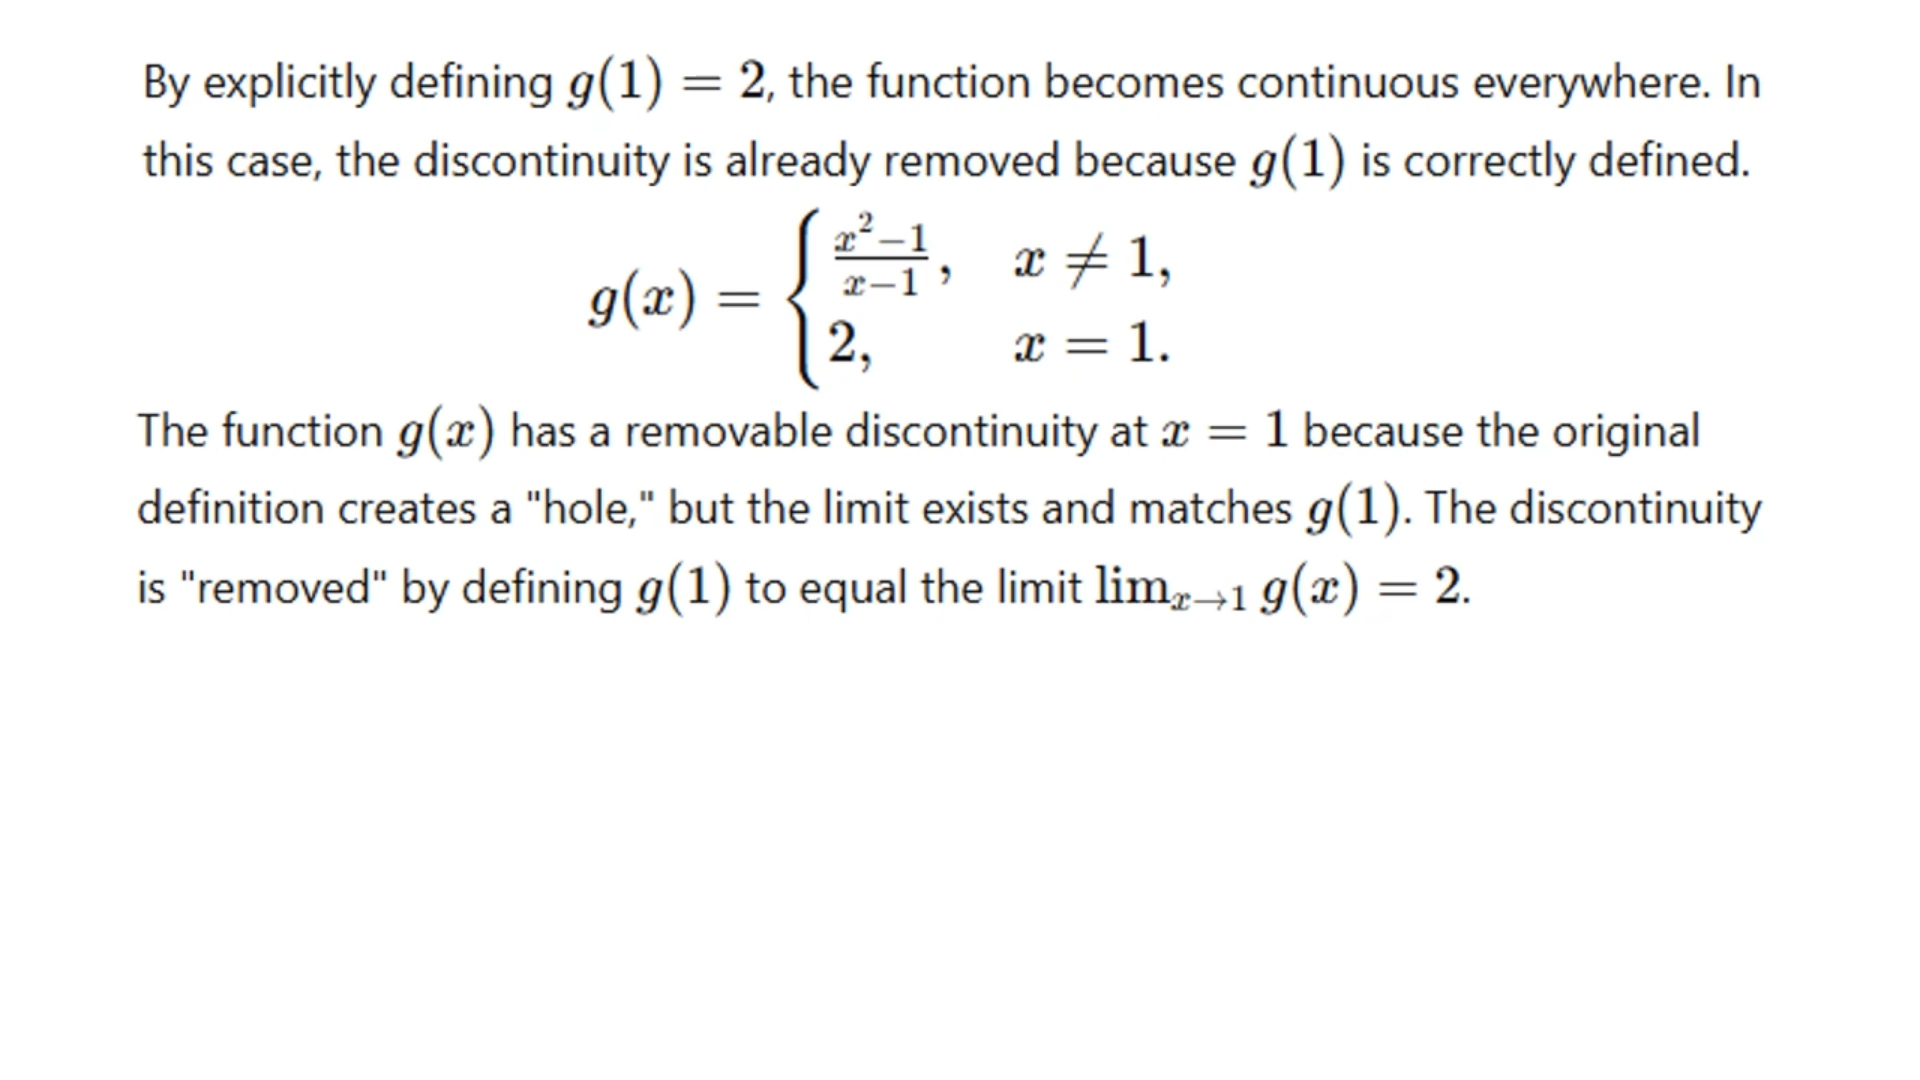 By explicitly defining g(1) = 2, the function becomes continuous everywhere. In
this case, the discontinuity is already removed because g(1) is correctly defined.
g(x) = { \frac{x^2-1}{x-1}, x ≠ 1,
2, x = 1.
The function g(x) has a removable discontinuity at x = 1 because the original
definition creates a "hole," but the limit exists and matches g(1). The discontinuity
is "removed" by defining g(1) to equal the limit lim_{x→1} g(x) = 2.